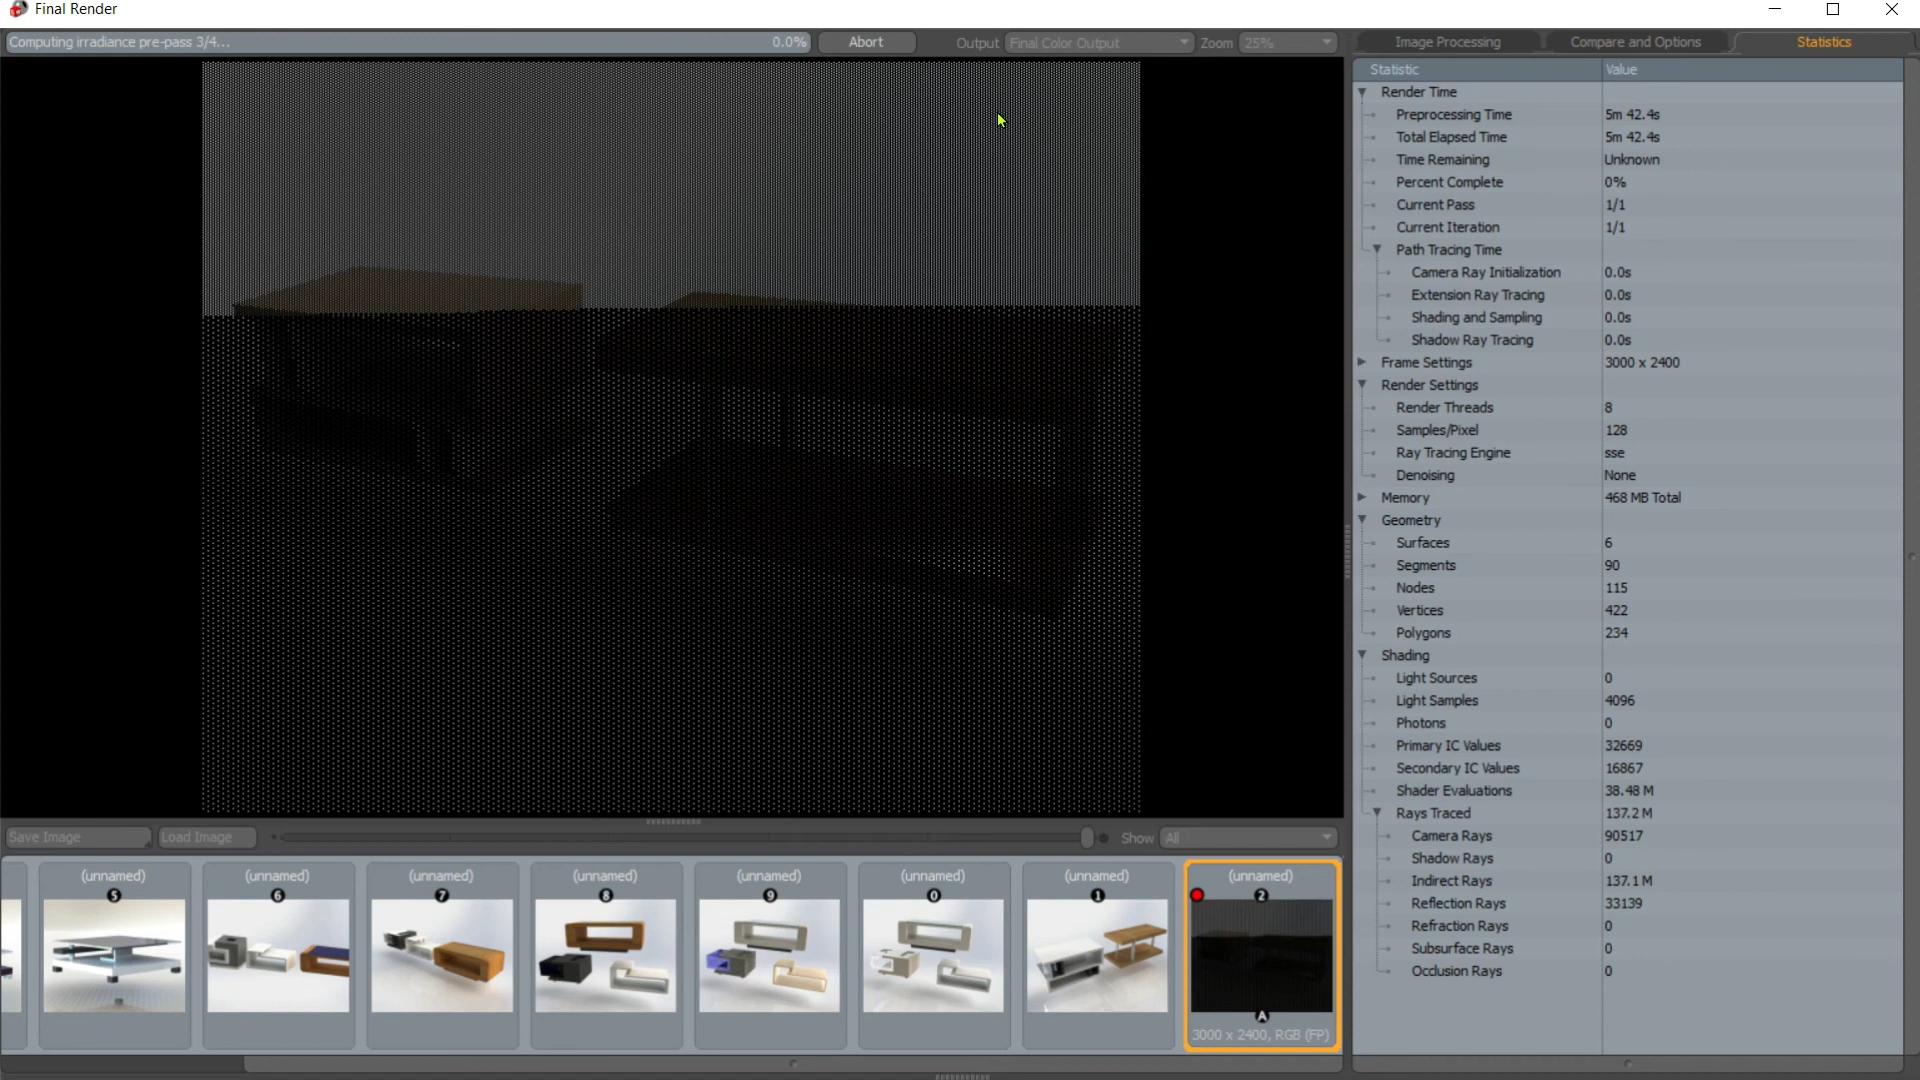 Final Render
Computing irradiance pre-pass 3/4... 0.0% Abort Output Final Color Output Zoom 25% Image Processing Compare and Options Statistics
Statistic Value
Render Time
Preprocessing Time 5m 42.4s
Total Elapsed Time 5m 42.4s
Time Remaining Unknown
Percent Complete 0%
Current Pass 1/1
Current Iteration 1/1
Path Tracing Time
Camera Ray Initialization 0.0s
Extension Ray Tracing 0.0s
Shading and Sampling 0.0s
Shadow Ray Tracing 0.0s
Frame Settings 3000 x 2400
Render Settings
Render Threads 8
Samples/Pixel 128
Ray Tracing Engine sse
Denoising None
Memory 468 MB Total
Geometry
Surfaces 6
Segments 90
Nodes 115
Vertices 422
Polygons 234
Shading
Light Sources 0
Light Samples 4096
Photons 0
Primary IC Values 32669
Secondary IC Values 16867
Shader Evaluations 38.48 M
Rays Traced 137.2 M
Camera Rays 90517
Shadow Rays 0
Indirect Rays 137.1 M
Reflection Rays 33139
Refraction Rays 0
Subsurface Rays 0
Occlusion Rays 0
Save Image Load Image Show All
(unnamed) (unnamed) (unnamed) (unnamed) (unnamed) (unnamed) (unnamed) (unnamed)
5 6 7 8 9 0 1 2
A
3000 x 2400, RGB (FP)